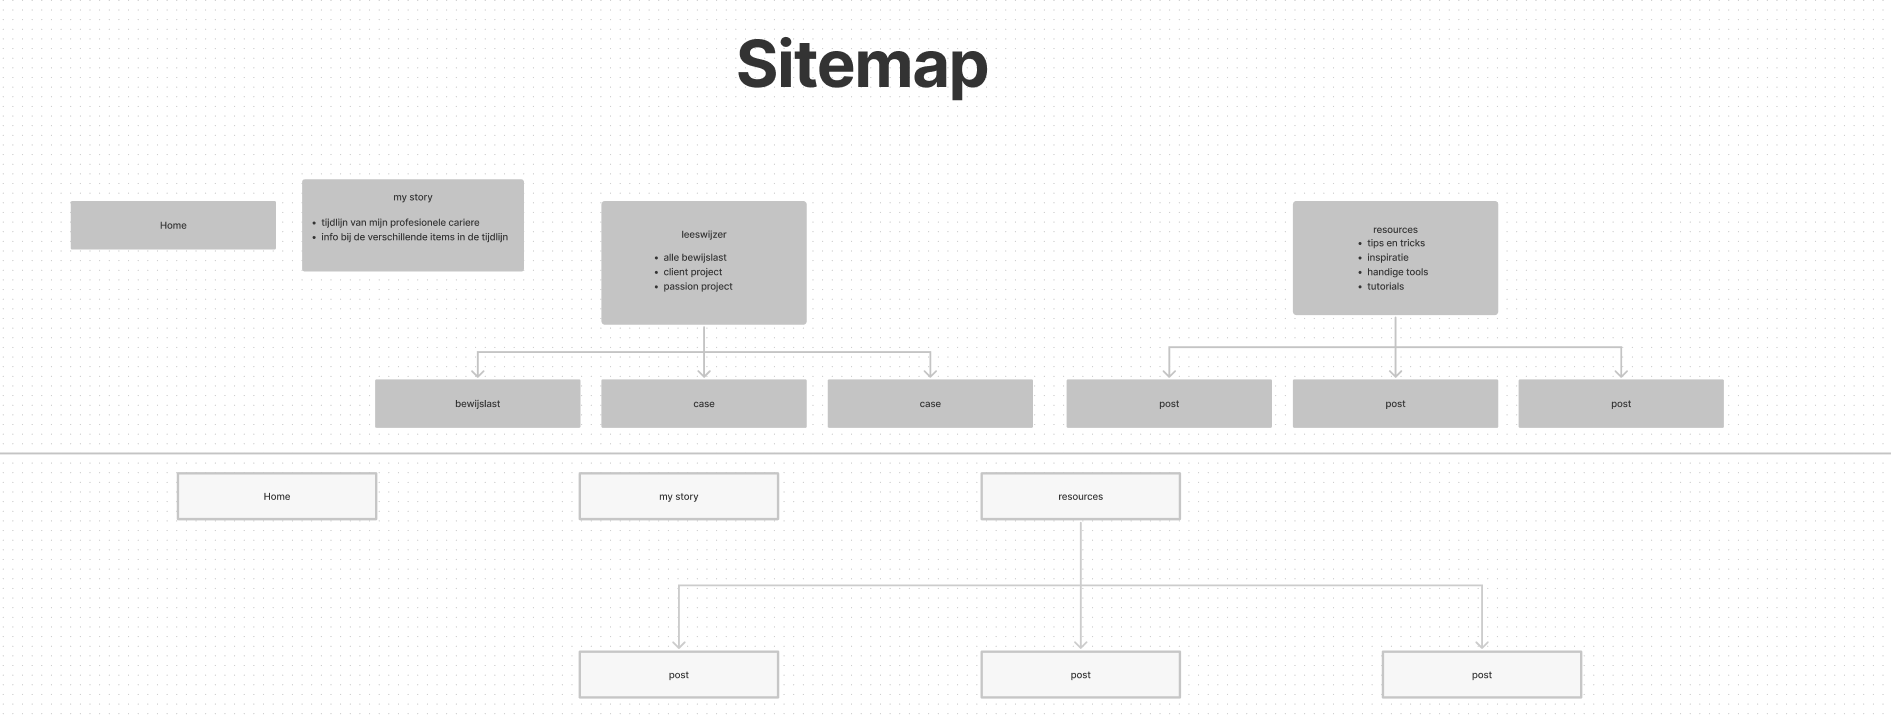 Sitemap
Home
my story
• tijdlijn van mijn profesionele cariere
• info bij de verschillende items in de tijdlijn
leeswijzer
• alle bewijslast
• client project
• passion project
resources
• tips en tricks
• inspiratie
• handige tools
• tutorials
bewijslast
case
case
post
post
post
Home
my story
resources
post
post
post